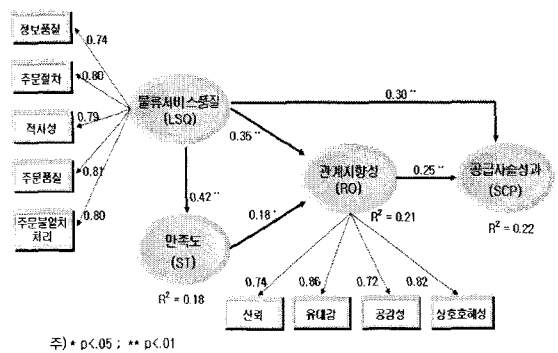 정보품질
0.74
주문절차
0.80
적시성
0.79
주문품질
0.81
주문불일치
처리
0.80
물류서비스품질
(LSQ)
0.30 **
0.35 **
0.42 **
관계지향성
(RO)
0.25 **
공급사슬성과
(SCP)
R² = 0.21
R² = 0.22
만족도
(ST)
0.18 *
R² = 0.18
0.74
0.86
0.72
0.82
신뢰
유대감
공감성
상호호혜성
주) * p<.05 ; ** p<.01